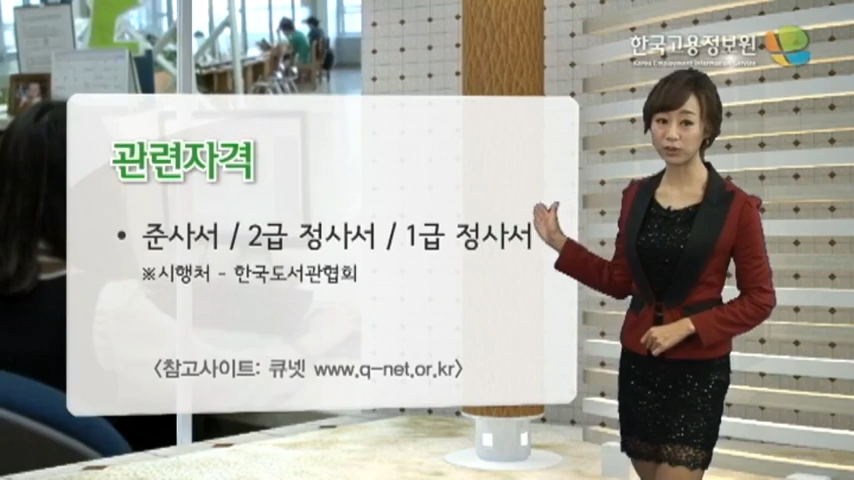 한국고용정보원
Korea Employment Information Service
관련자격
• 준사서 / 2급 정사서 / 1급 정사서
※시행처 - 한국도서관협회
<참고사이트: 큐넷 www.q-net.or.kr>